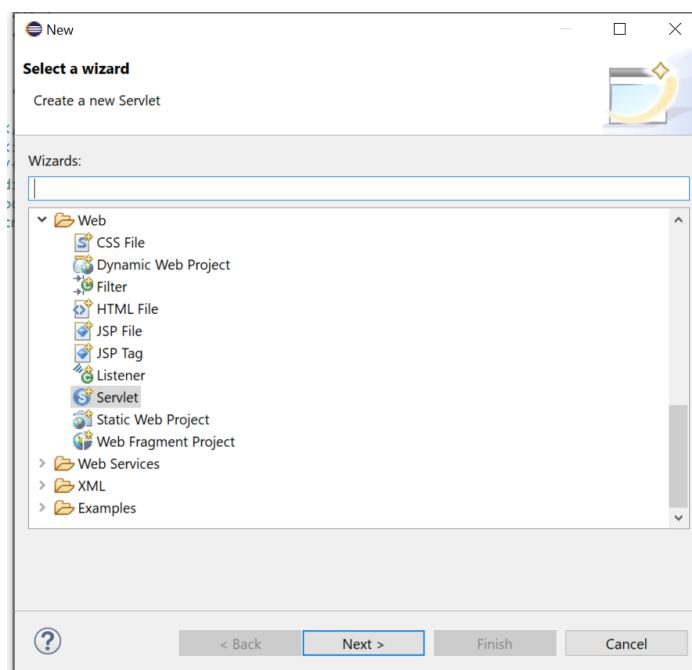 New
Select a wizard
Create a new Servlet
Wizards:
Web
CSS File
Dynamic Web Project
Filter
HTML File
JSP File
JSP Tag
Listener
Servlet
Static Web Project
Web Fragment Project
Web Services
XML
Examples
< Back Next > Finish Cancel